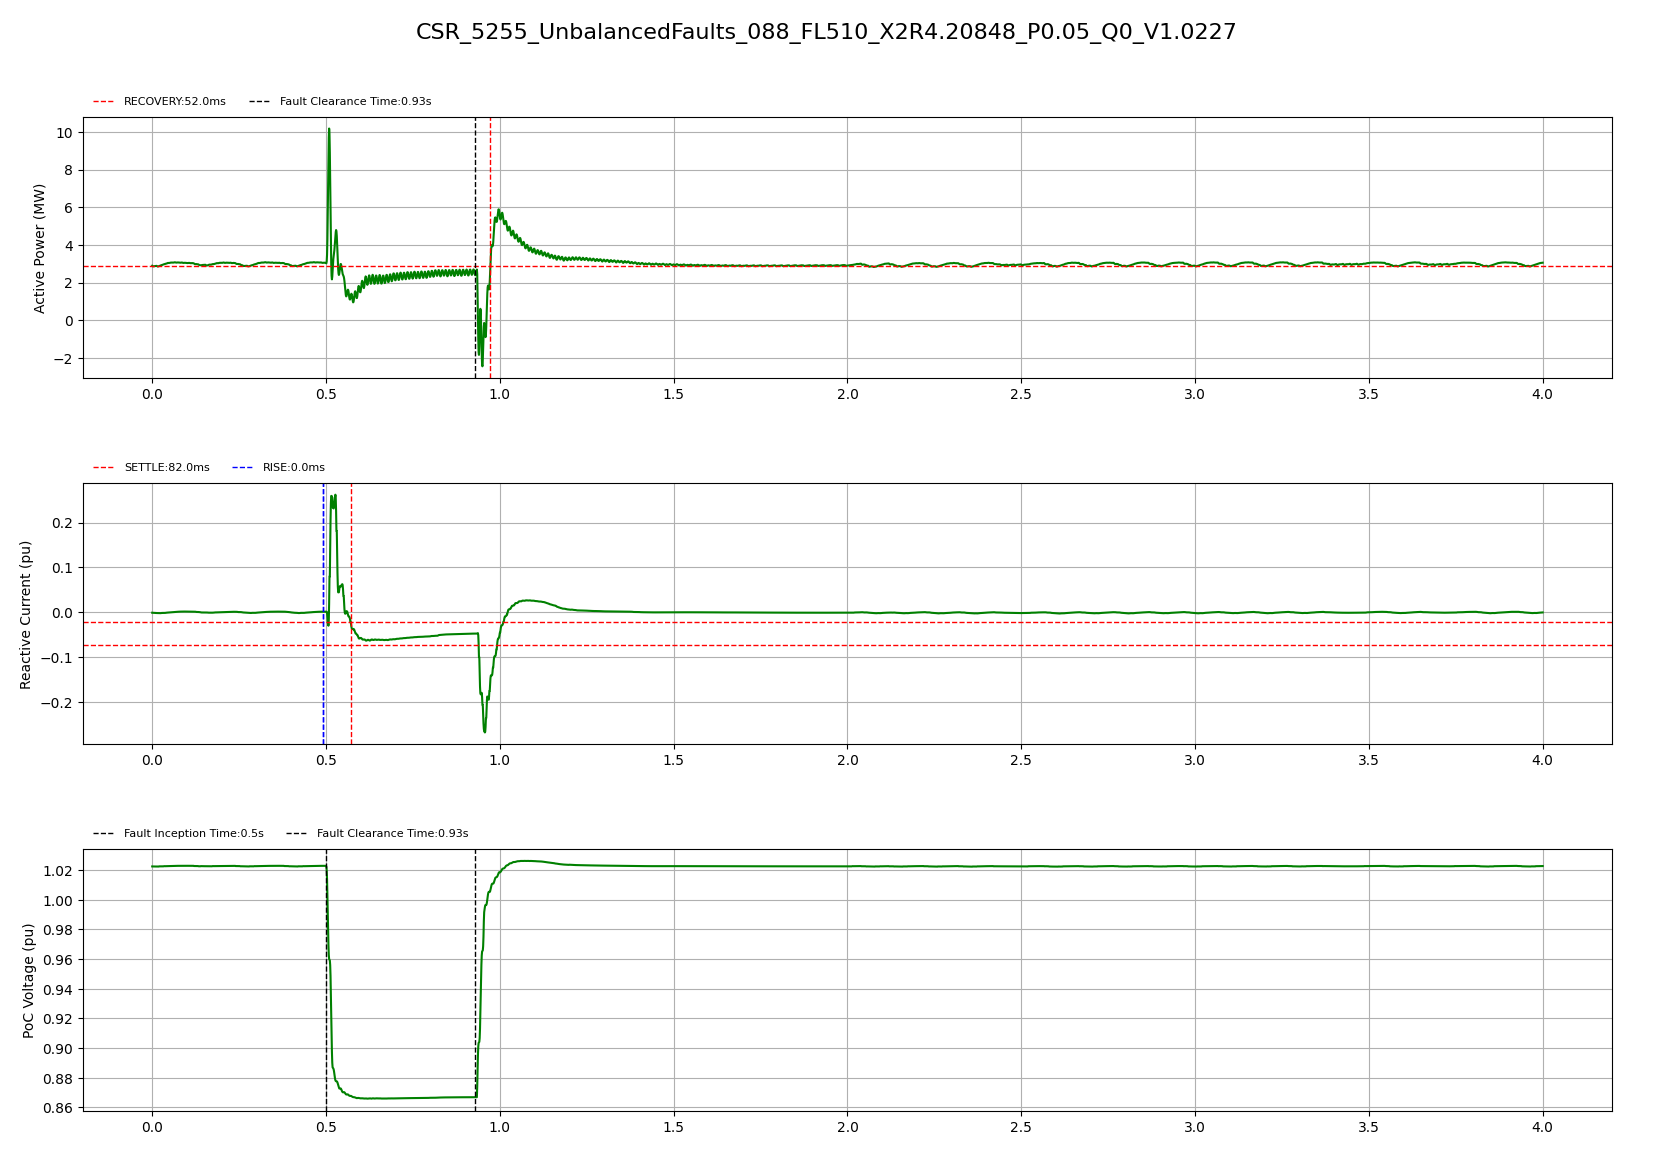 CSR_5255_UnbalancedFaults_088_FL510_X2R4.20848_P0.05_Q0_V1.0227
RECOVERY:52.0ms Fault Clearance Time:0.93s
Active Power (MW)
10
8
6
4
2
0
−2
0.0 0.5 1.0 1.5 2.0 2.5 3.0 3.5 4.0
SETTLE:82.0ms RISE:0.0ms
Reactive Current (pu)
0.2
0.1
0.0
−0.1
−0.2
0.0 0.5 1.0 1.5 2.0 2.5 3.0 3.5 4.0
Fault Inception Time:0.5s Fault Clearance Time:0.93s
PoC Voltage (pu)
1.02
1.00
0.98
0.96
0.94
0.92
0.90
0.88
0.86
0.0 0.5 1.0 1.5 2.0 2.5 3.0 3.5 4.0